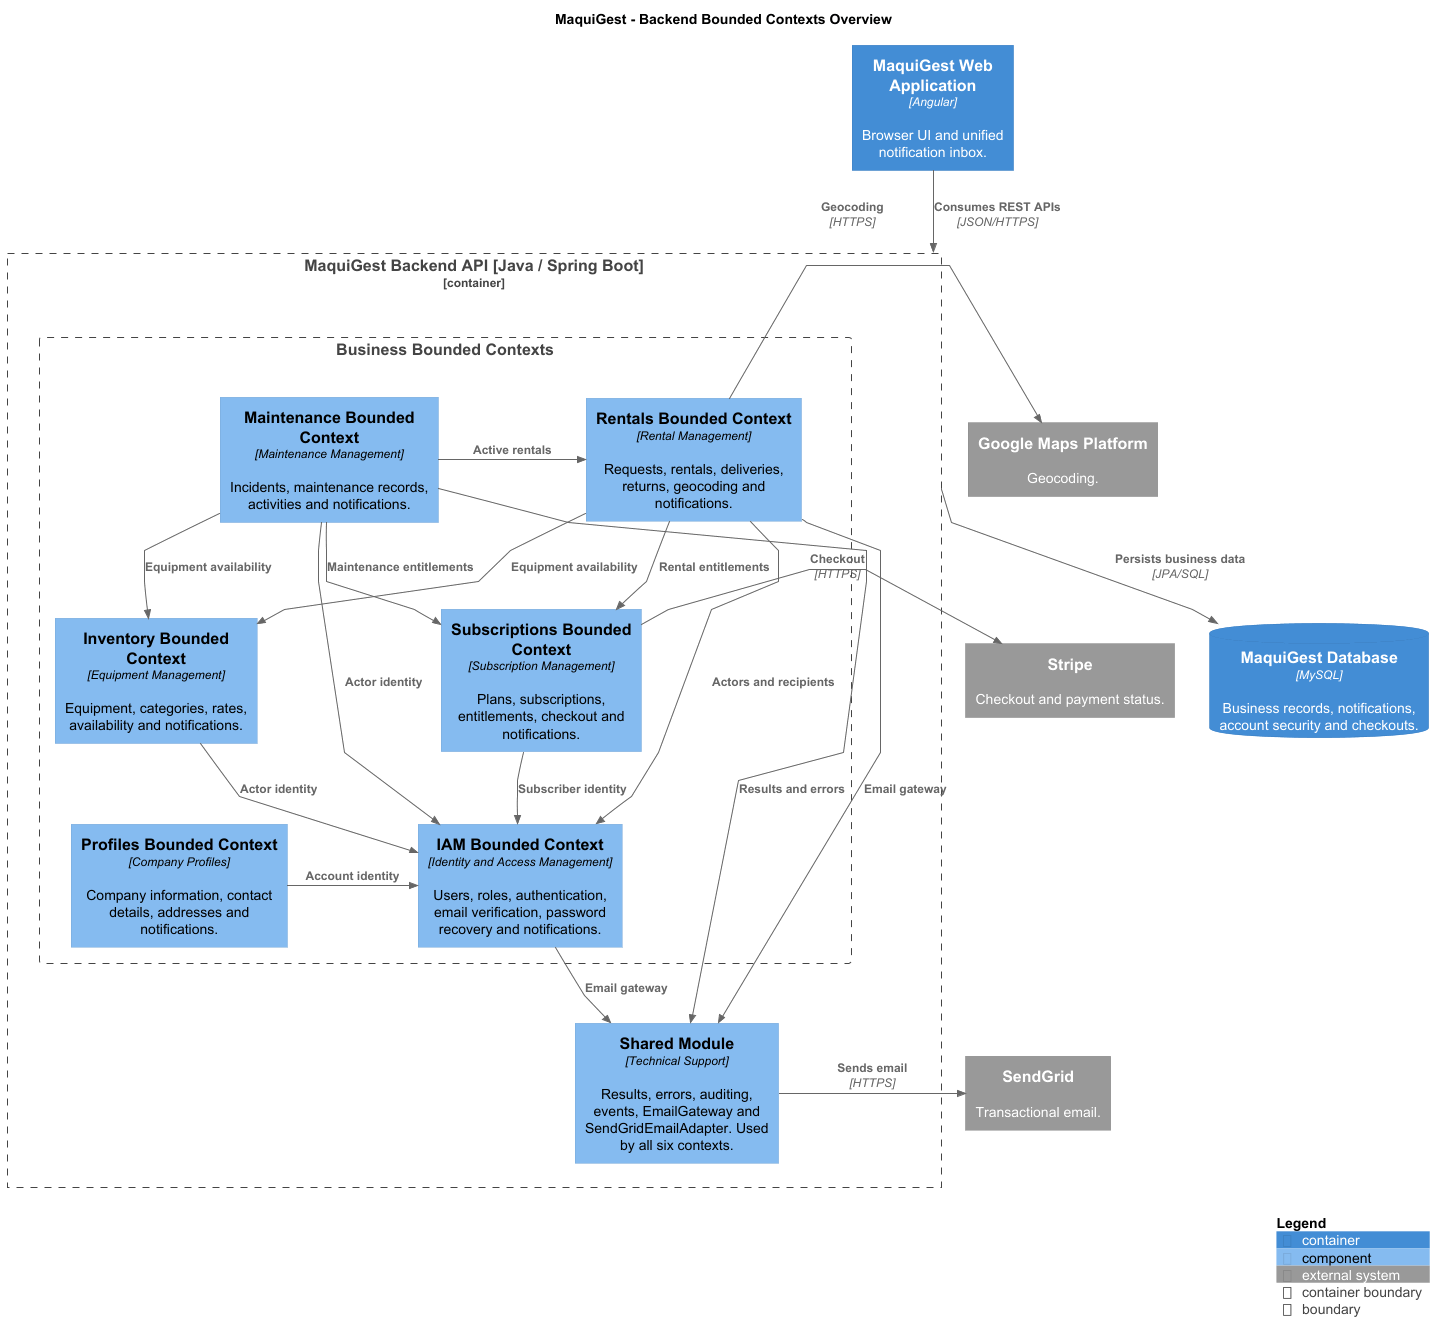 MaquiGest - Backend Bounded Contexts Overview
MaquiGest Web
Application
[Angular]
Browser UI and unified
notification inbox.
Geocoding
[HTTPS]
Consumes REST APIs
[JSON/HTTPS]
MaquiGest Backend API [Java / Spring Boot]
[container]
Business Bounded Contexts
Maintenance Bounded
Context
[Maintenance Management]
Incidents, maintenance records,
activities and notifications.
Active rentals
Rentals Bounded Context
[Rental Management]
Requests, rentals, deliveries,
returns, geocoding and
notifications.
Google Maps Platform
Geocoding.
Equipment availability
Maintenance entitlements
Equipment availability
Rental entitlements
Checkout
[HTTPS]
Persists business data
[JPA/SQL]
Inventory Bounded
Context
[Equipment Management]
Equipment, categories, rates,
availability and notifications.
Actor identity
Subscriptions Bounded
Context
[Subscription Management]
Plans, subscriptions,
entitlements, checkout and
notifications.
Actors and recipients
Stripe
Checkout and payment status.
MaquiGest Database
[MySQL]
Business records, notifications,
account security and checkouts.
Actor identity
Subscriber identity
Results and errors
Email gateway
Profiles Bounded Context
[Company Profiles]
Company information, contact
details, addresses and
notifications.
Account identity
IAM Bounded Context
[Identity and Access Management]
Users, roles, authentication,
email verification, password
recovery and notifications.
Email gateway
Shared Module
[Technical Support]
Results, errors, auditing,
events, EmailGateway and
SendGridEmailAdapter. Used
by all six contexts.
Sends email
[HTTPS]
SendGrid
Transactional email.
Legend
container
component
external system
container boundary
boundary